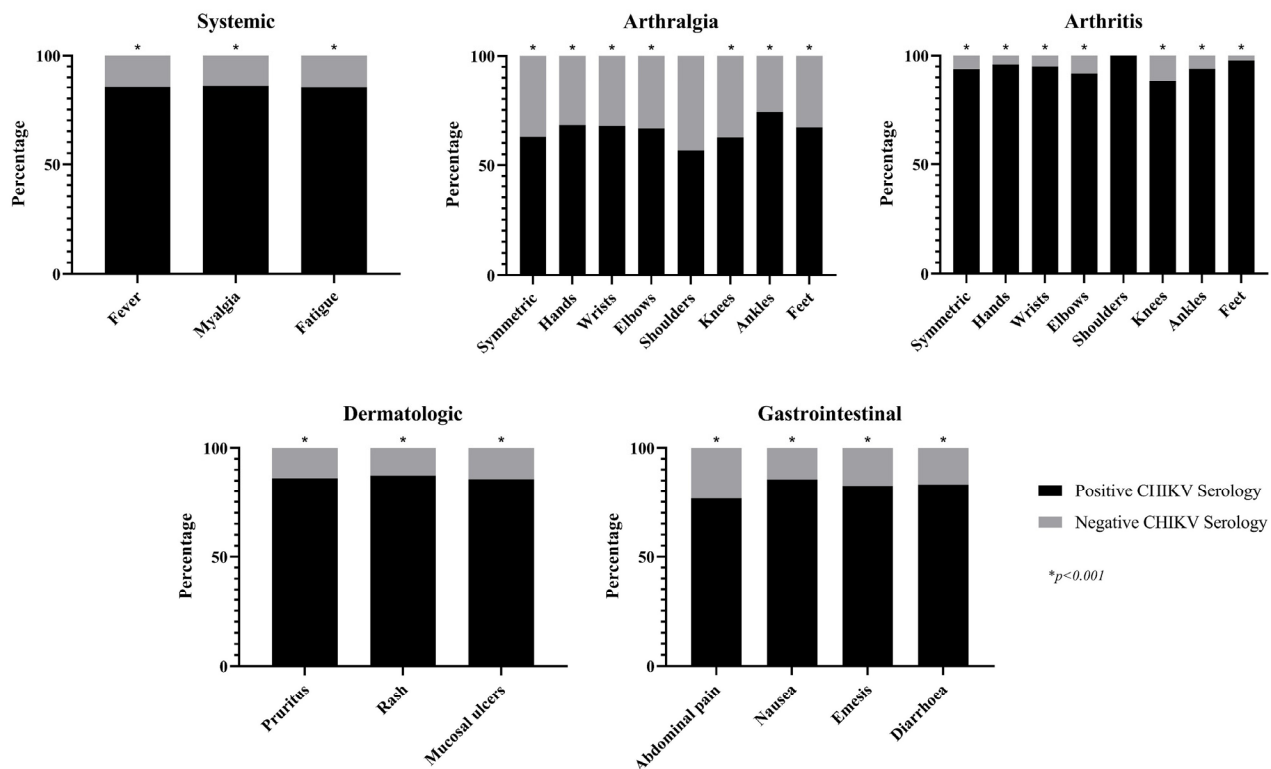 Systemic
* * *
100
50
0
Percentage
Fever
Myalgia
Fatigue
Arthralgia
* * * * * * *
100
50
0
Percentage
Symmetric
Hands
Wrists
Elbows
Shoulders
Knees
Ankles
Feet
Arthritis
* * * * * * *
100
50
0
Percentage
Symmetric
Hands
Wrists
Elbows
Shoulders
Knees
Ankles
Feet
Dermatologic
* * *
100
50
0
Percentage
Pruritus
Rash
Mucosal ulcers
Gastrointestinal
* * * *
100
50
0
Percentage
Abdominal pain
Nausea
Emesis
Diarrhoea
Positive CHIKV Serology
Negative CHIKV Serology
*p<0.001